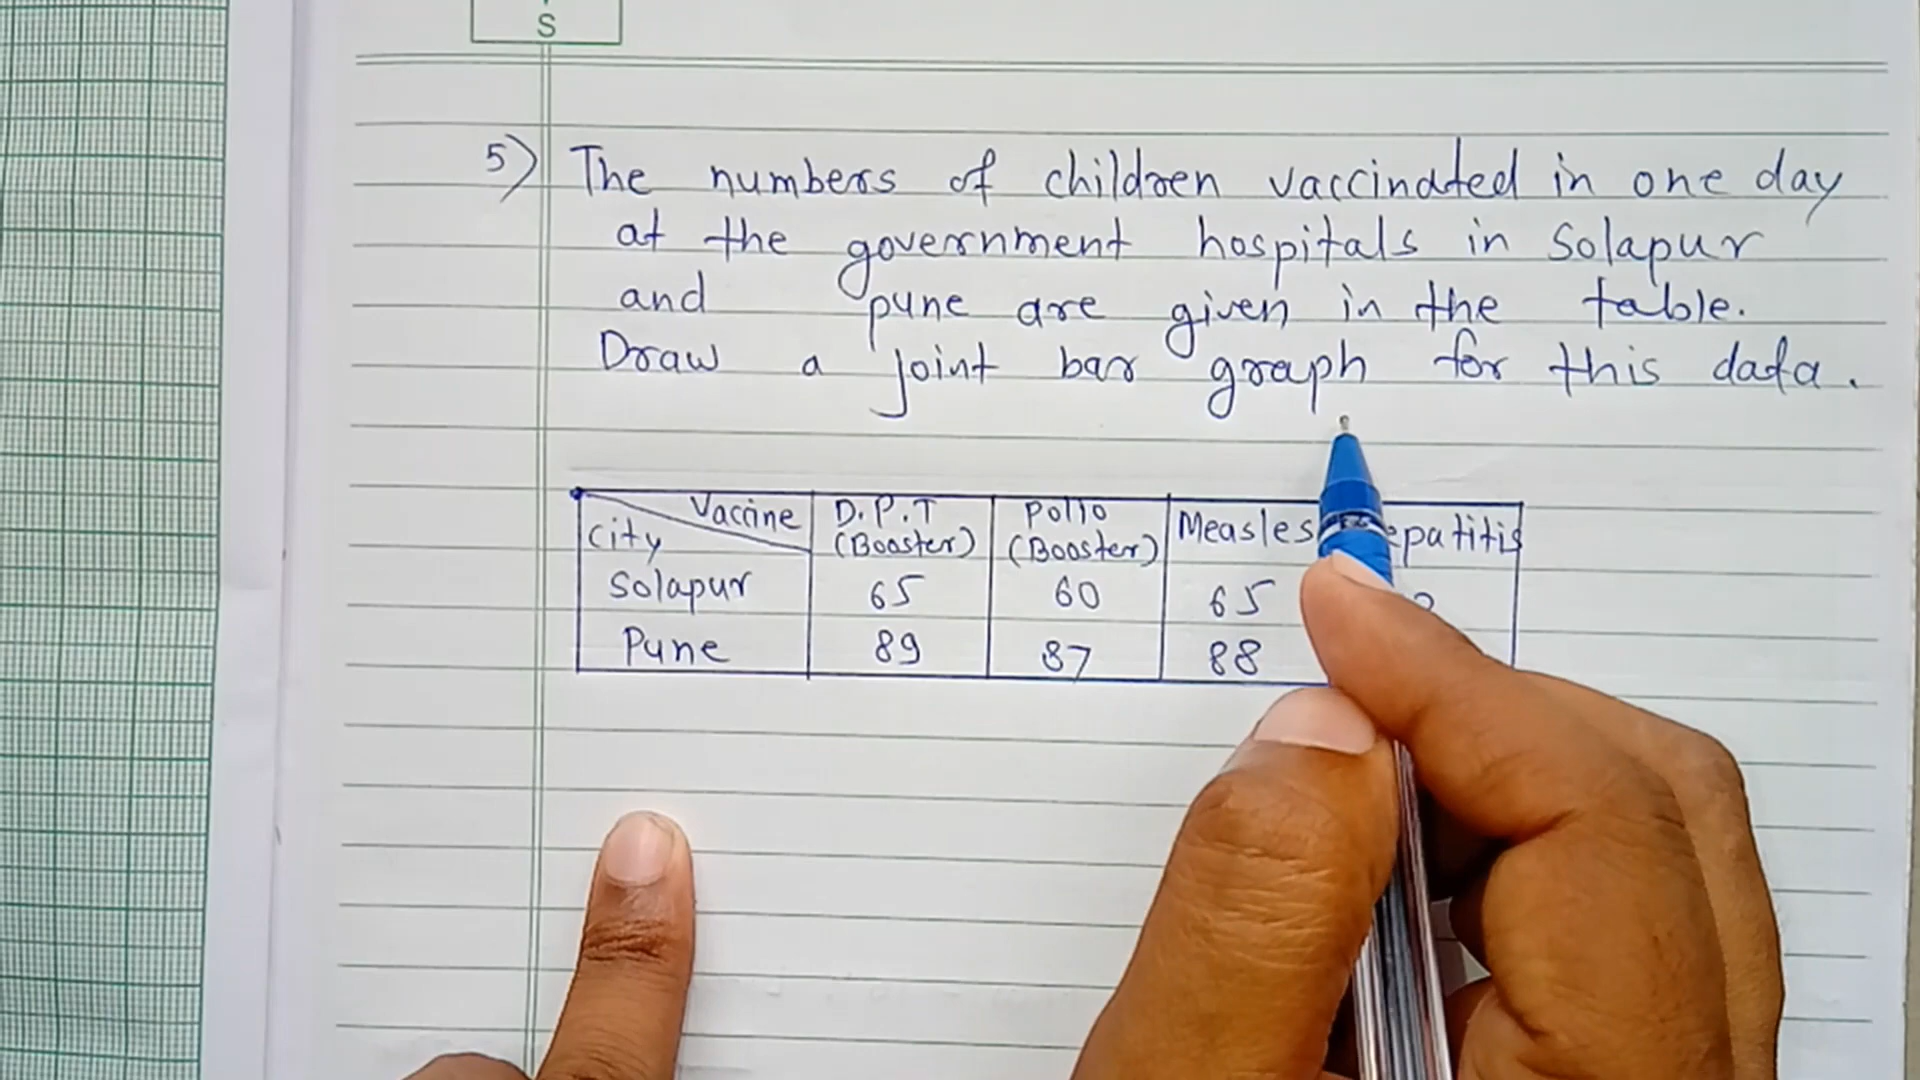 S
5) The numbers of children vaccinated in one day
at the government hospitals in Solapur
and pune are given in the table.
Draw a joint bar graph for this data.
Vaccine D.P.T Polio Measles
City (Booster) (Booster)
Solapur 65 60 65
Pune 89 87 88